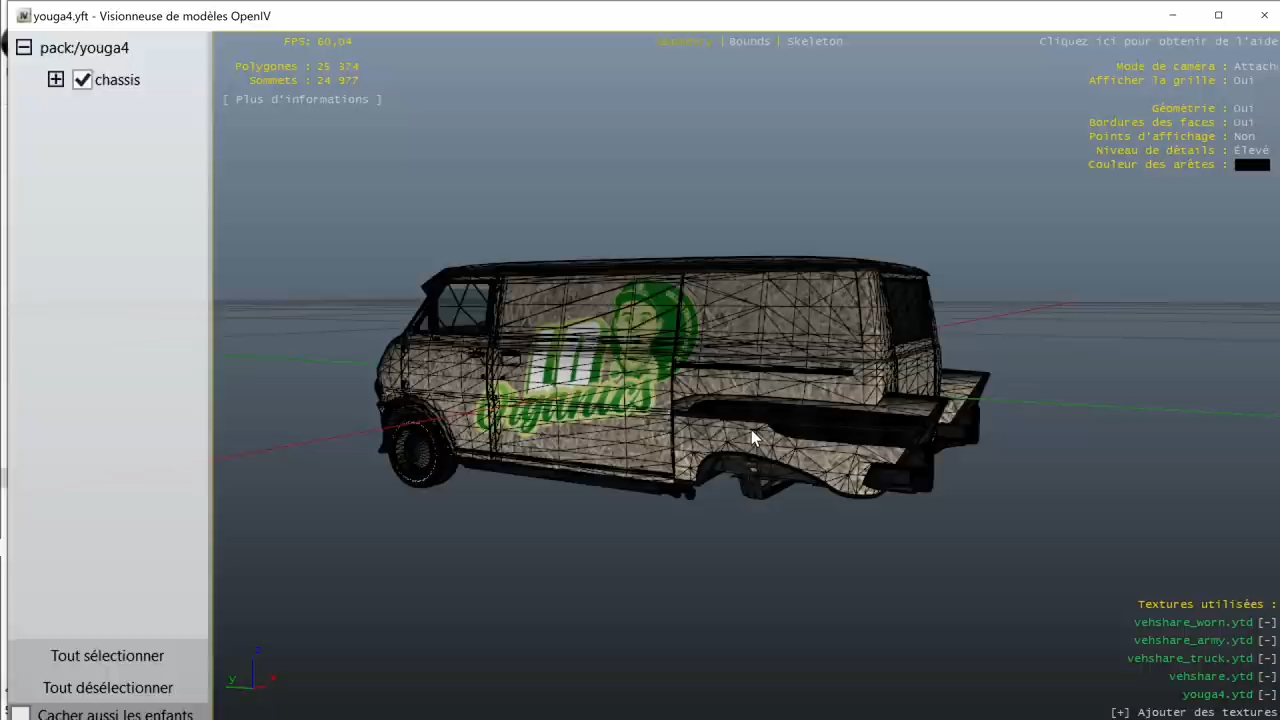 youga4.yft - Visionneuse de modèles OpenIV
pack:/youga4
chassis
FPS: 60,04
Geometry | Bounds | Skeleton
Cliquez ici pour obtenir de l'aide
Polygones : 25 374
Sommets : 24 977
[ Plus d'informations ]
Mode de caméra : Attach
Afficher la grille : Oui
Géométrie : Oui
Bordures des faces : Oui
Points d'affichage : Non
Niveau de détails : Élevé
Couleur des arêtes :
Organics
z
y
x
Textures utilisées :
vehshare_worn.ytd [-]
vehshare_army.ytd [-]
vehshare_truck.ytd [-]
vehshare.ytd [-]
youga4.ytd [-]
[+] Ajouter des textures
Tout sélectionner
Tout désélectionner
Cacher aussi les enfants